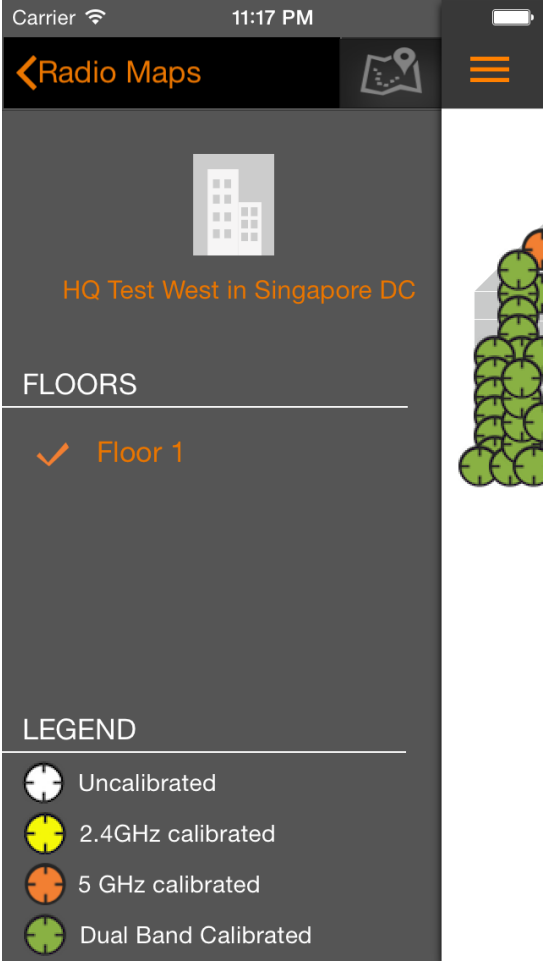 Carrier 11:17 PM
Radio Maps
HQ Test West in Singapore DC
FLOORS
Floor 1
LEGEND
Uncalibrated
2.4GHz calibrated
5 GHz calibrated
Dual Band Calibrated